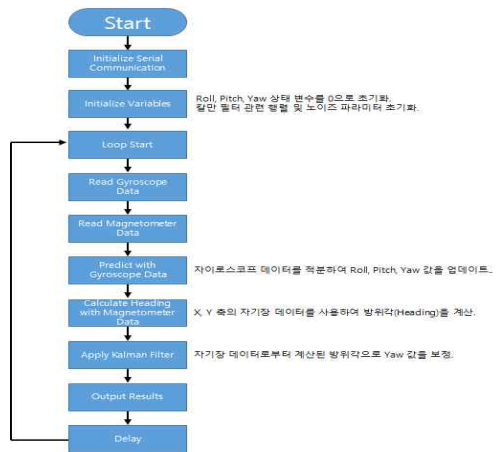 Start
Initialize Serial
Communication
Initialize Variables
Roll, Pitch, Yaw 상태 변수를 0으로 초기화.
칼만 필터 관련 행렬 및 노이즈 파라미터 초기화.
Loop Start
Read Gyroscope
Data
Read Magnetometer
Data
Predict with
Gyroscope Data
자이로스코프 데이터를 적분하여 Roll, Pitch, Yaw 값을 업데이트..
Calculate Heading
with Magnetometer
Data
X, Y 축의 자기장 데이터를 사용하여 방위각(Heading)을 계산.
Apply Kalman Filter
자기장 데이터로부터 계산된 방위각으로 Yaw 값을 보정.
Output Results
Delay